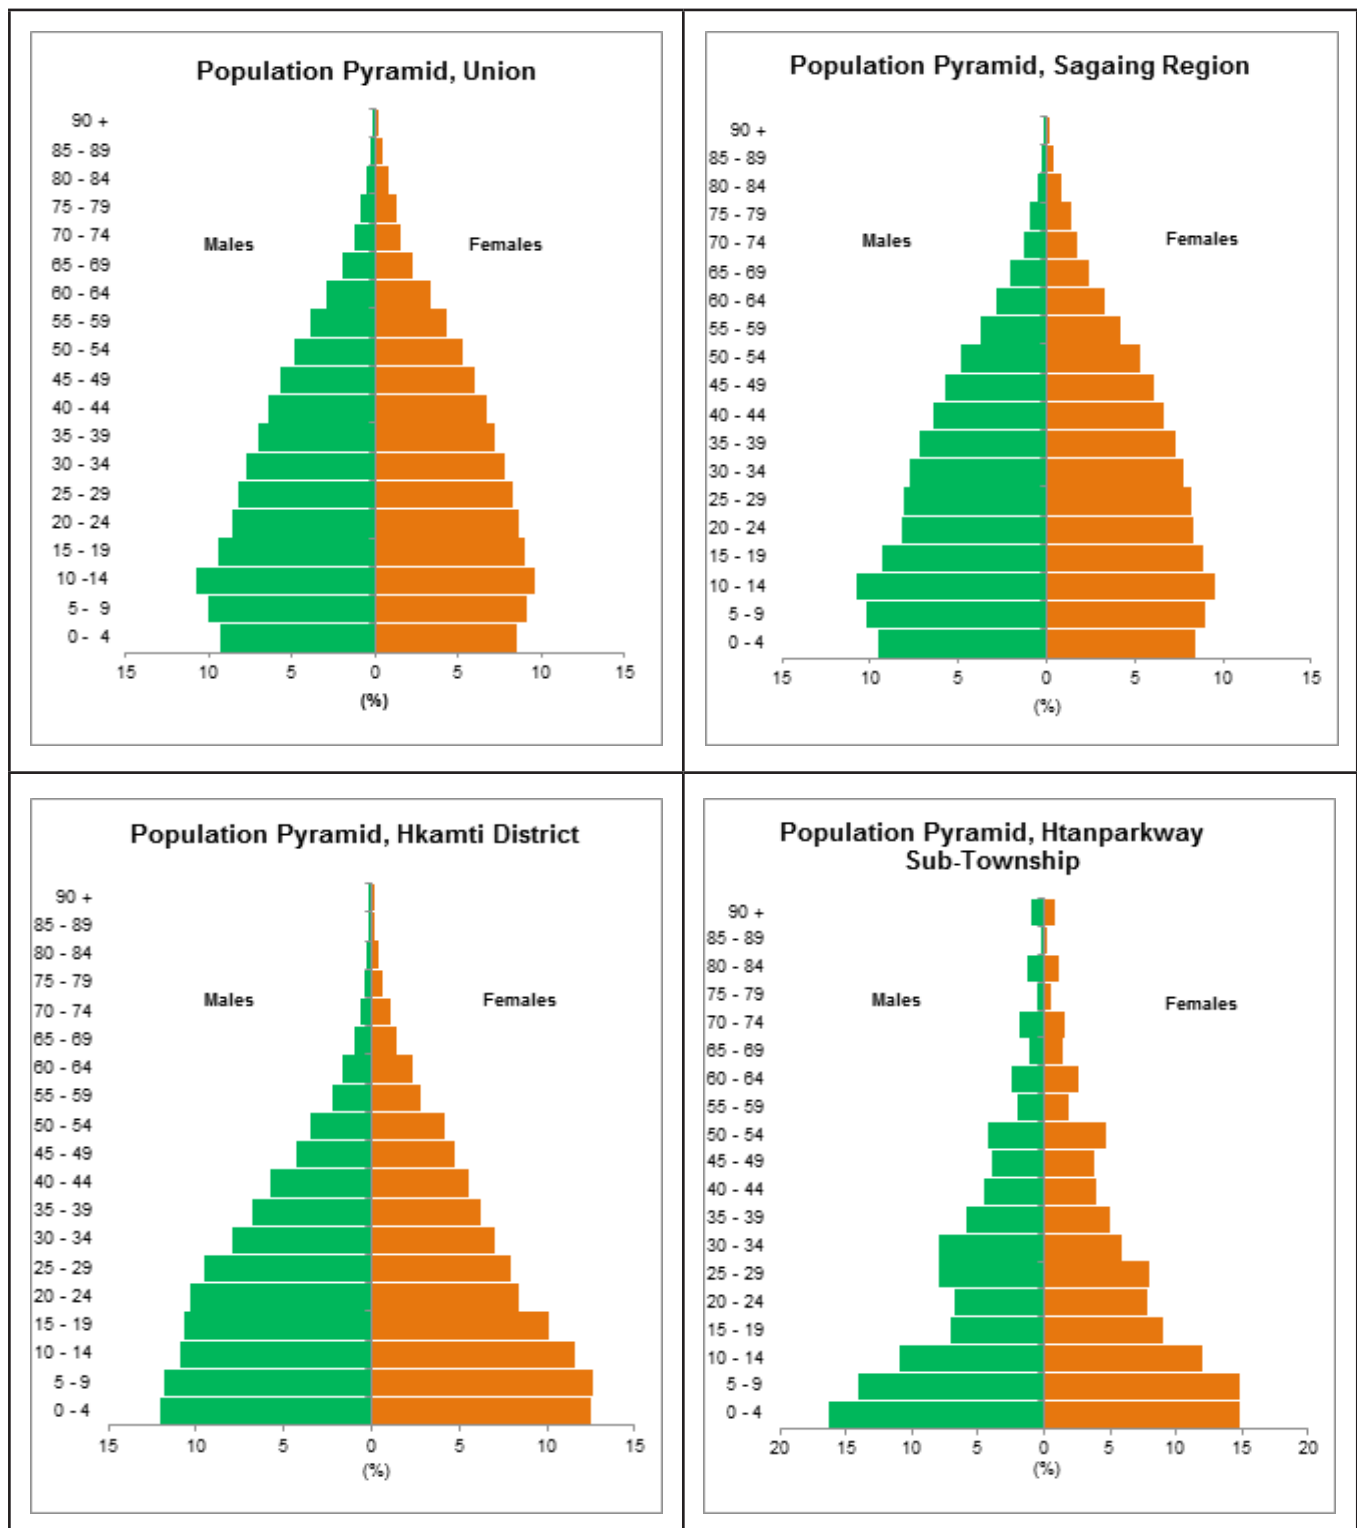 Population Pyramid, Union
90 +
85 - 89
80 - 84
75 - 79
70 - 74
65 - 69
60 - 64
55 - 59
50 - 54
45 - 49
40 - 44
35 - 39
30 - 34
25 - 29
20 - 24
15 - 19
10 -14
5 -  9
0 -  4
Males
Females
15 10 5 0 5 10 15
(%)
Population Pyramid, Sagaing Region
90 +
85 - 89
80 - 84
75 - 79
70 - 74
65 - 69
60 - 64
55 - 59
50 - 54
45 - 49
40 - 44
35 - 39
30 - 34
25 - 29
20 - 24
15 - 19
10 - 14
5 - 9
0 - 4
Males
Females
15 10 5 0 5 10 15
(%)
Population Pyramid, Hkamti District
90 +
85 - 89
80 - 84
75 - 79
70 - 74
65 - 69
60 - 64
55 - 59
50 - 54
45 - 49
40 - 44
35 - 39
30 - 34
25 - 29
20 - 24
15 - 19
10 - 14
5 - 9
0 - 4
Males
Females
15 10 5 0 5 10 15
(%)
Population Pyramid, Htanparkway
Sub-Township
90 +
85 - 89
80 - 84
75 - 79
70 - 74
65 - 69
60 - 64
55 - 59
50 - 54
45 - 49
40 - 44
35 - 39
30 - 34
25 - 29
20 - 24
15 - 19
10 - 14
5 - 9
0 - 4
Males
Females
20 15 10 5 0 5 10 15 20
(%)